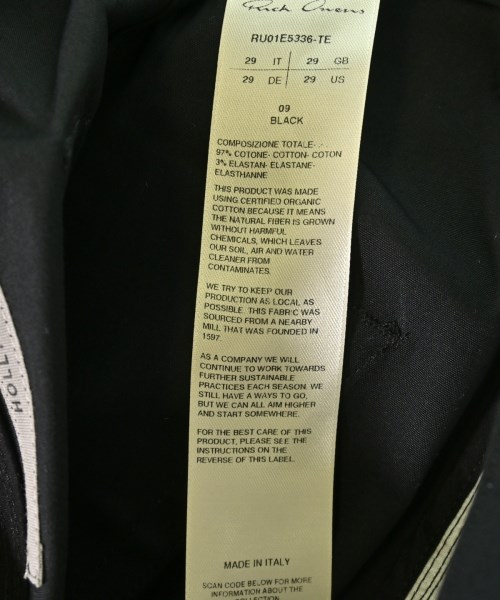 Rick Owens
RU01E5336-TE
29 IT 29 GB
29 DE 29 US
09
BLACK
COMPOSIZIONE TOTALE- -
97% COTONE- COTTON- COTON
3% ELASTAN- ELASTANE-
ELASTHANNE
THIS PRODUCT WAS MADE
USING CERTIFIED ORGANIC
COTTON BECAUSE IT MEANS
THE NATURAL FIBER IS GROWN
WITHOUT HARMFUL
CHEMICALS, WHICH LEAVES
OUR SOIL, AIR AND WATER
CLEANER FROM
CONTAMINATES.
WE TRY TO KEEP OUR
PRODUCTION AS LOCAL AS
POSSIBLE. THIS FABRIC WAS
SOURCED FROM A NEARBY
MILL THAT WAS FOUNDED IN
1597.
AS A COMPANY WE WILL
CONTINUE TO WORK TOWARDS
FURTHER SUSTAINABLE
PRACTICES EACH SEASON. WE
STILL HAVE A WAYS TO GO,
BUT WE CAN ALL AIM HIGHER
AND START SOMEWHERE.
FOR THE BEST CARE OF THIS
PRODUCT, PLEASE SEE THE
INSTRUCTIONS ON THE
REVERSE OF THIS LABEL.
MADE IN ITALY
SCAN CODE BELOW FOR MORE
INFORMATION ABOUT THE
COLLECTION
HOLL